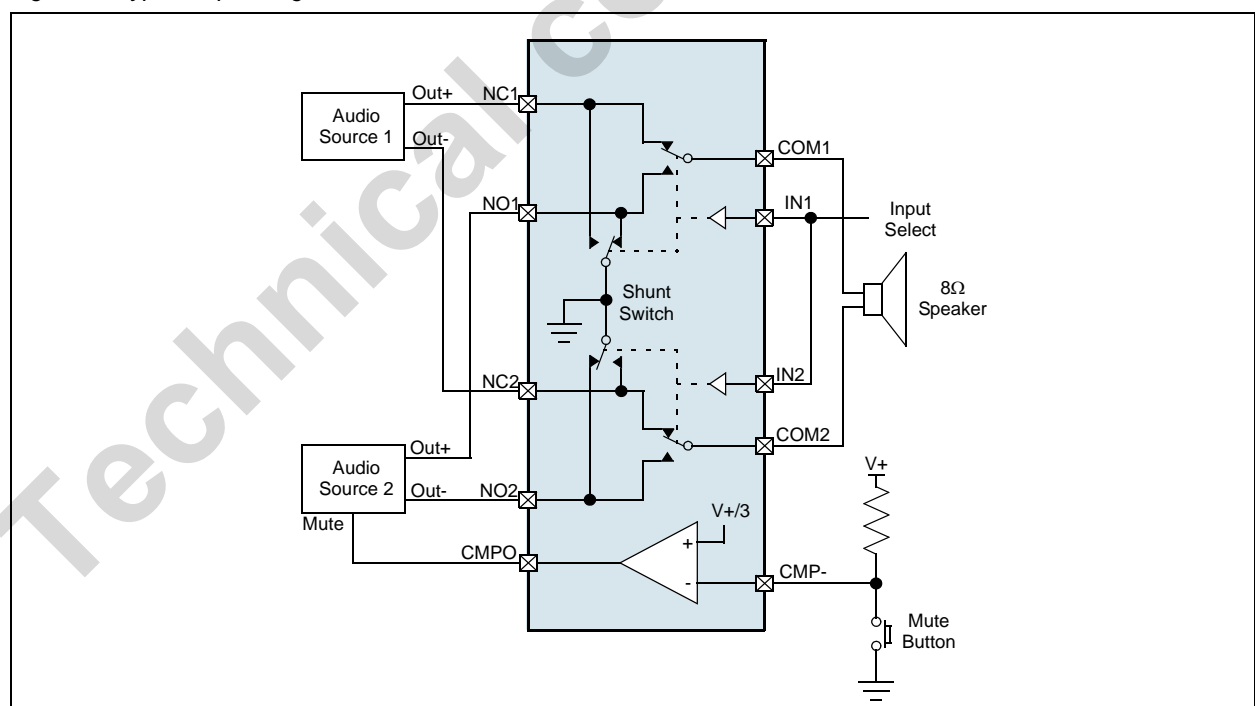 Technical co
Out+
NC1
Audio
Source 1
Out-
COM1
NO1
IN1
Input
Select
Shunt
Switch
8Ω
Speaker
NC2
IN2
COM2
Out+
Audio
Source 2
Out-
NO2
Mute
V+
V+/3
CMPO
+
-
CMP-
Mute
Button